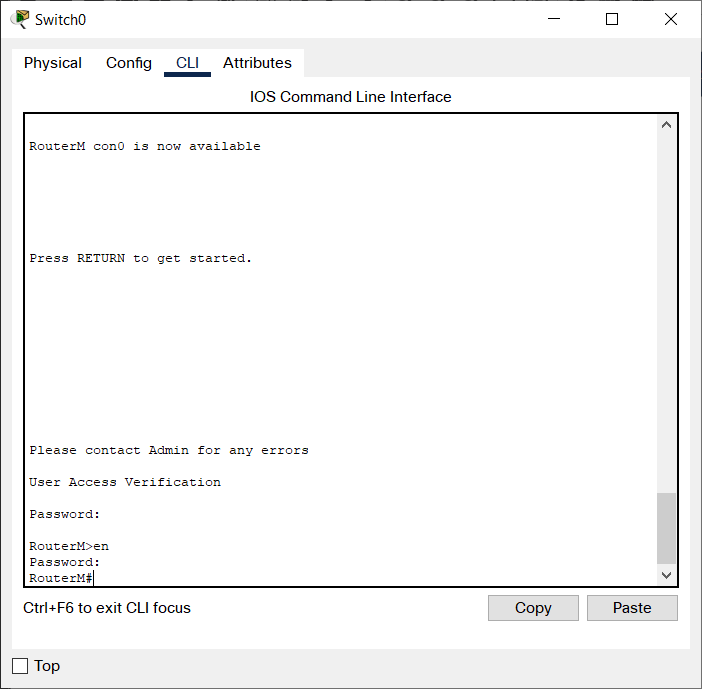 Switch0
Physical Config CLI Attributes
IOS Command Line Interface
RouterM con0 is now available
Press RETURN to get started.
Please contact Admin for any errors
User Access Verification
Password:
RouterM>en
Password:
RouterM#
Ctrl+F6 to exit CLI focus
Copy Paste
Top